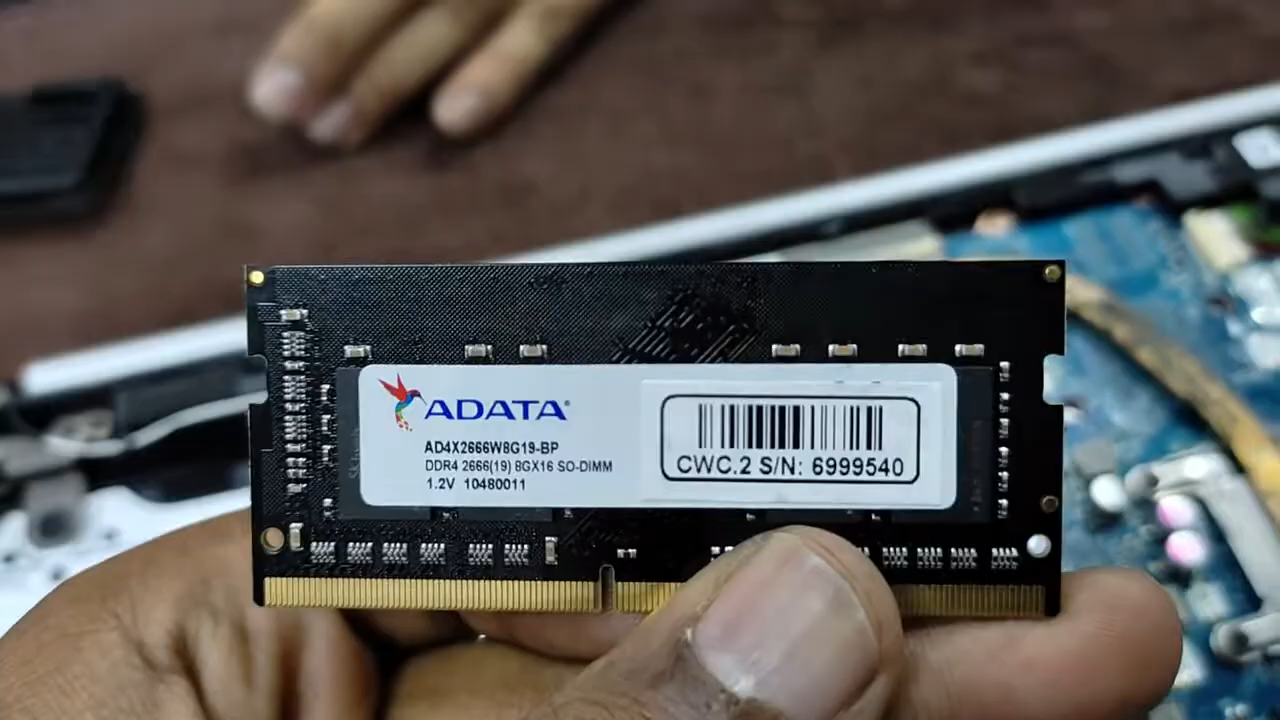 ADATA®
AD4X2666W8G19-BP
DDR4 2666(19) 8GX16 SO-DIMM
1.2V 10480011
CWC.2 S/N: 6999540